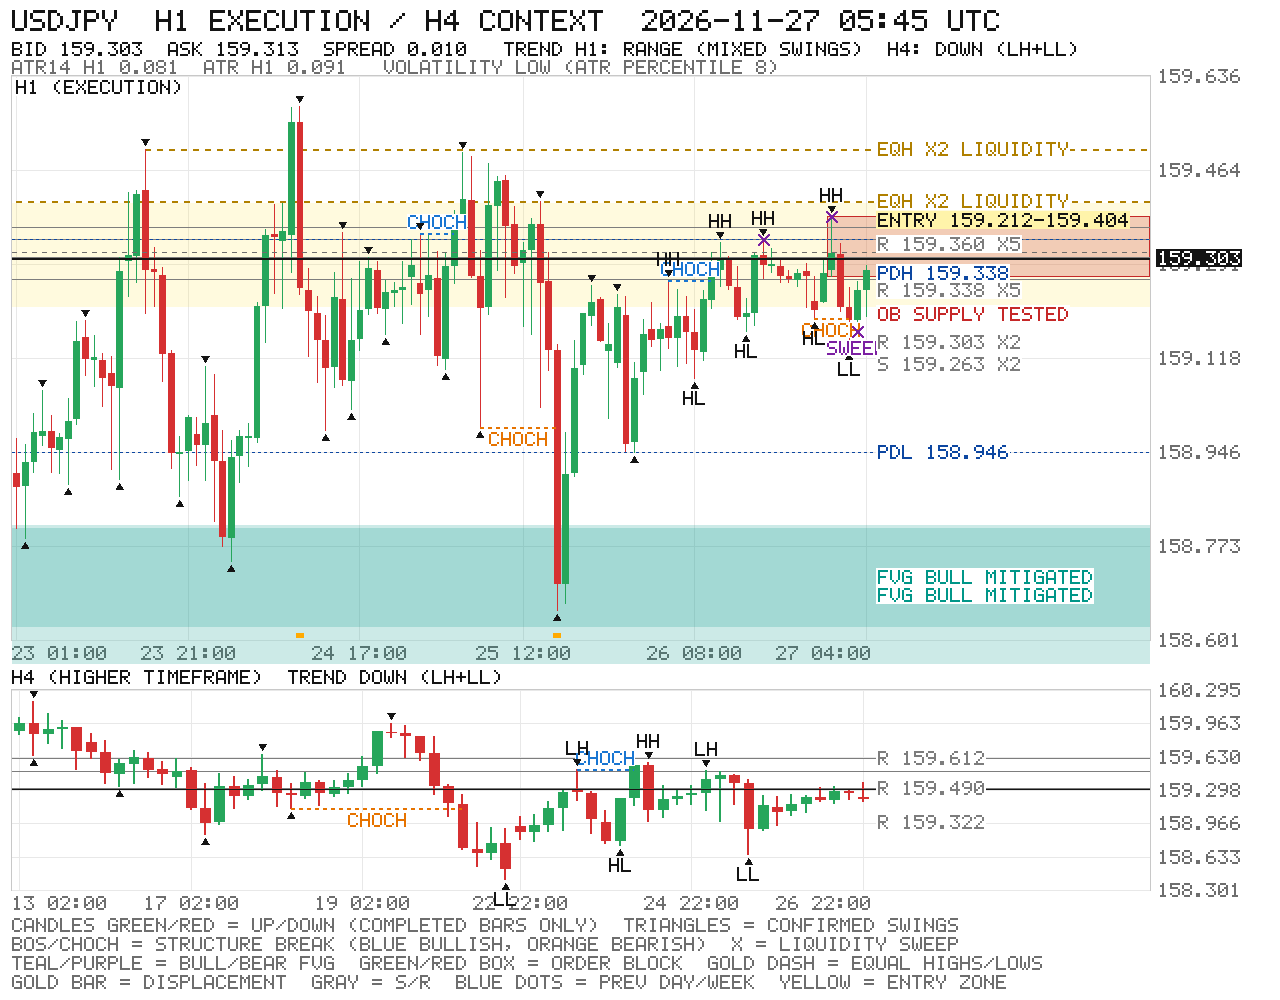 USDJPY  H1 EXECUTION / H4 CONTEXT  2026-11-27 05:45 UTC
BID 159.303  ASK 159.313  SPREAD 0.010   TREND H1: RANGE (MIXED SWINGS)  H4: DOWN (LH+LL)
ATR14 H1 0.081  ATR H1 0.091   VOLATILITY LOW (ATR PERCENTILE 8)
H1 (EXECUTION)
159.636
EQH X2 LIQUIDITY
159.464
HH
EQH X2 LIQUIDITY
CHOCH
HH
HH
ENTRY 159.212-159.404
R 159.360 X5
HH
159.303
CHOCH
PDH 159.338
R 159.338 X5
OB SUPPLY TESTED
CHOCH
HL
HL
SWEE
R 159.303 X2
159.118
S 159.263 X2
LL
HL
CHOCH
PDL 158.946
158.946
158.773
FVG BULL MITIGATED
FVG BULL MITIGATED
158.601
23 01:00
23 21:00
24 17:00
25 12:00
26 08:00
27 04:00
H4 (HIGHER TIMEFRAME)  TREND DOWN (LH+LL)
160.295
159.963
LH
CHOCH
HH
LH
R 159.612
159.630
R 159.490
159.298
CHOCH
R 159.322
158.966
HL
158.633
LL
LL
158.301
13 02:00
17 02:00
19 02:00
22 22:00
24 22:00
26 22:00
CANDLES GREEN/RED = UP/DOWN (COMPLETED BARS ONLY)  TRIANGLES = CONFIRMED SWINGS
BOS/CHOCH = STRUCTURE BREAK (BLUE BULLISH, ORANGE BEARISH)  X = LIQUIDITY SWEEP
TEAL/PURPLE = BULL/BEAR FVG  GREEN/RED BOX = ORDER BLOCK  GOLD DASH = EQUAL HIGHS/LOWS
GOLD BAR = DISPLACEMENT  GRAY = S/R  BLUE DOTS = PREV DAY/WEEK  YELLOW = ENTRY ZONE